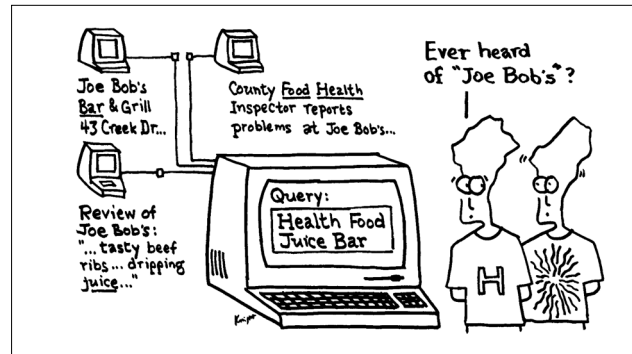 Joe Bob's
Bar & Grill
43 Creek Dr...
County Food Health
Inspector reports
problems at Joe Bob's...
Ever heard
of "Joe Bob's"?
Review of
Joe Bob's:
"...tasty beef
ribs...dripping
juice..."
Query:
Health Food
Juice Bar
H